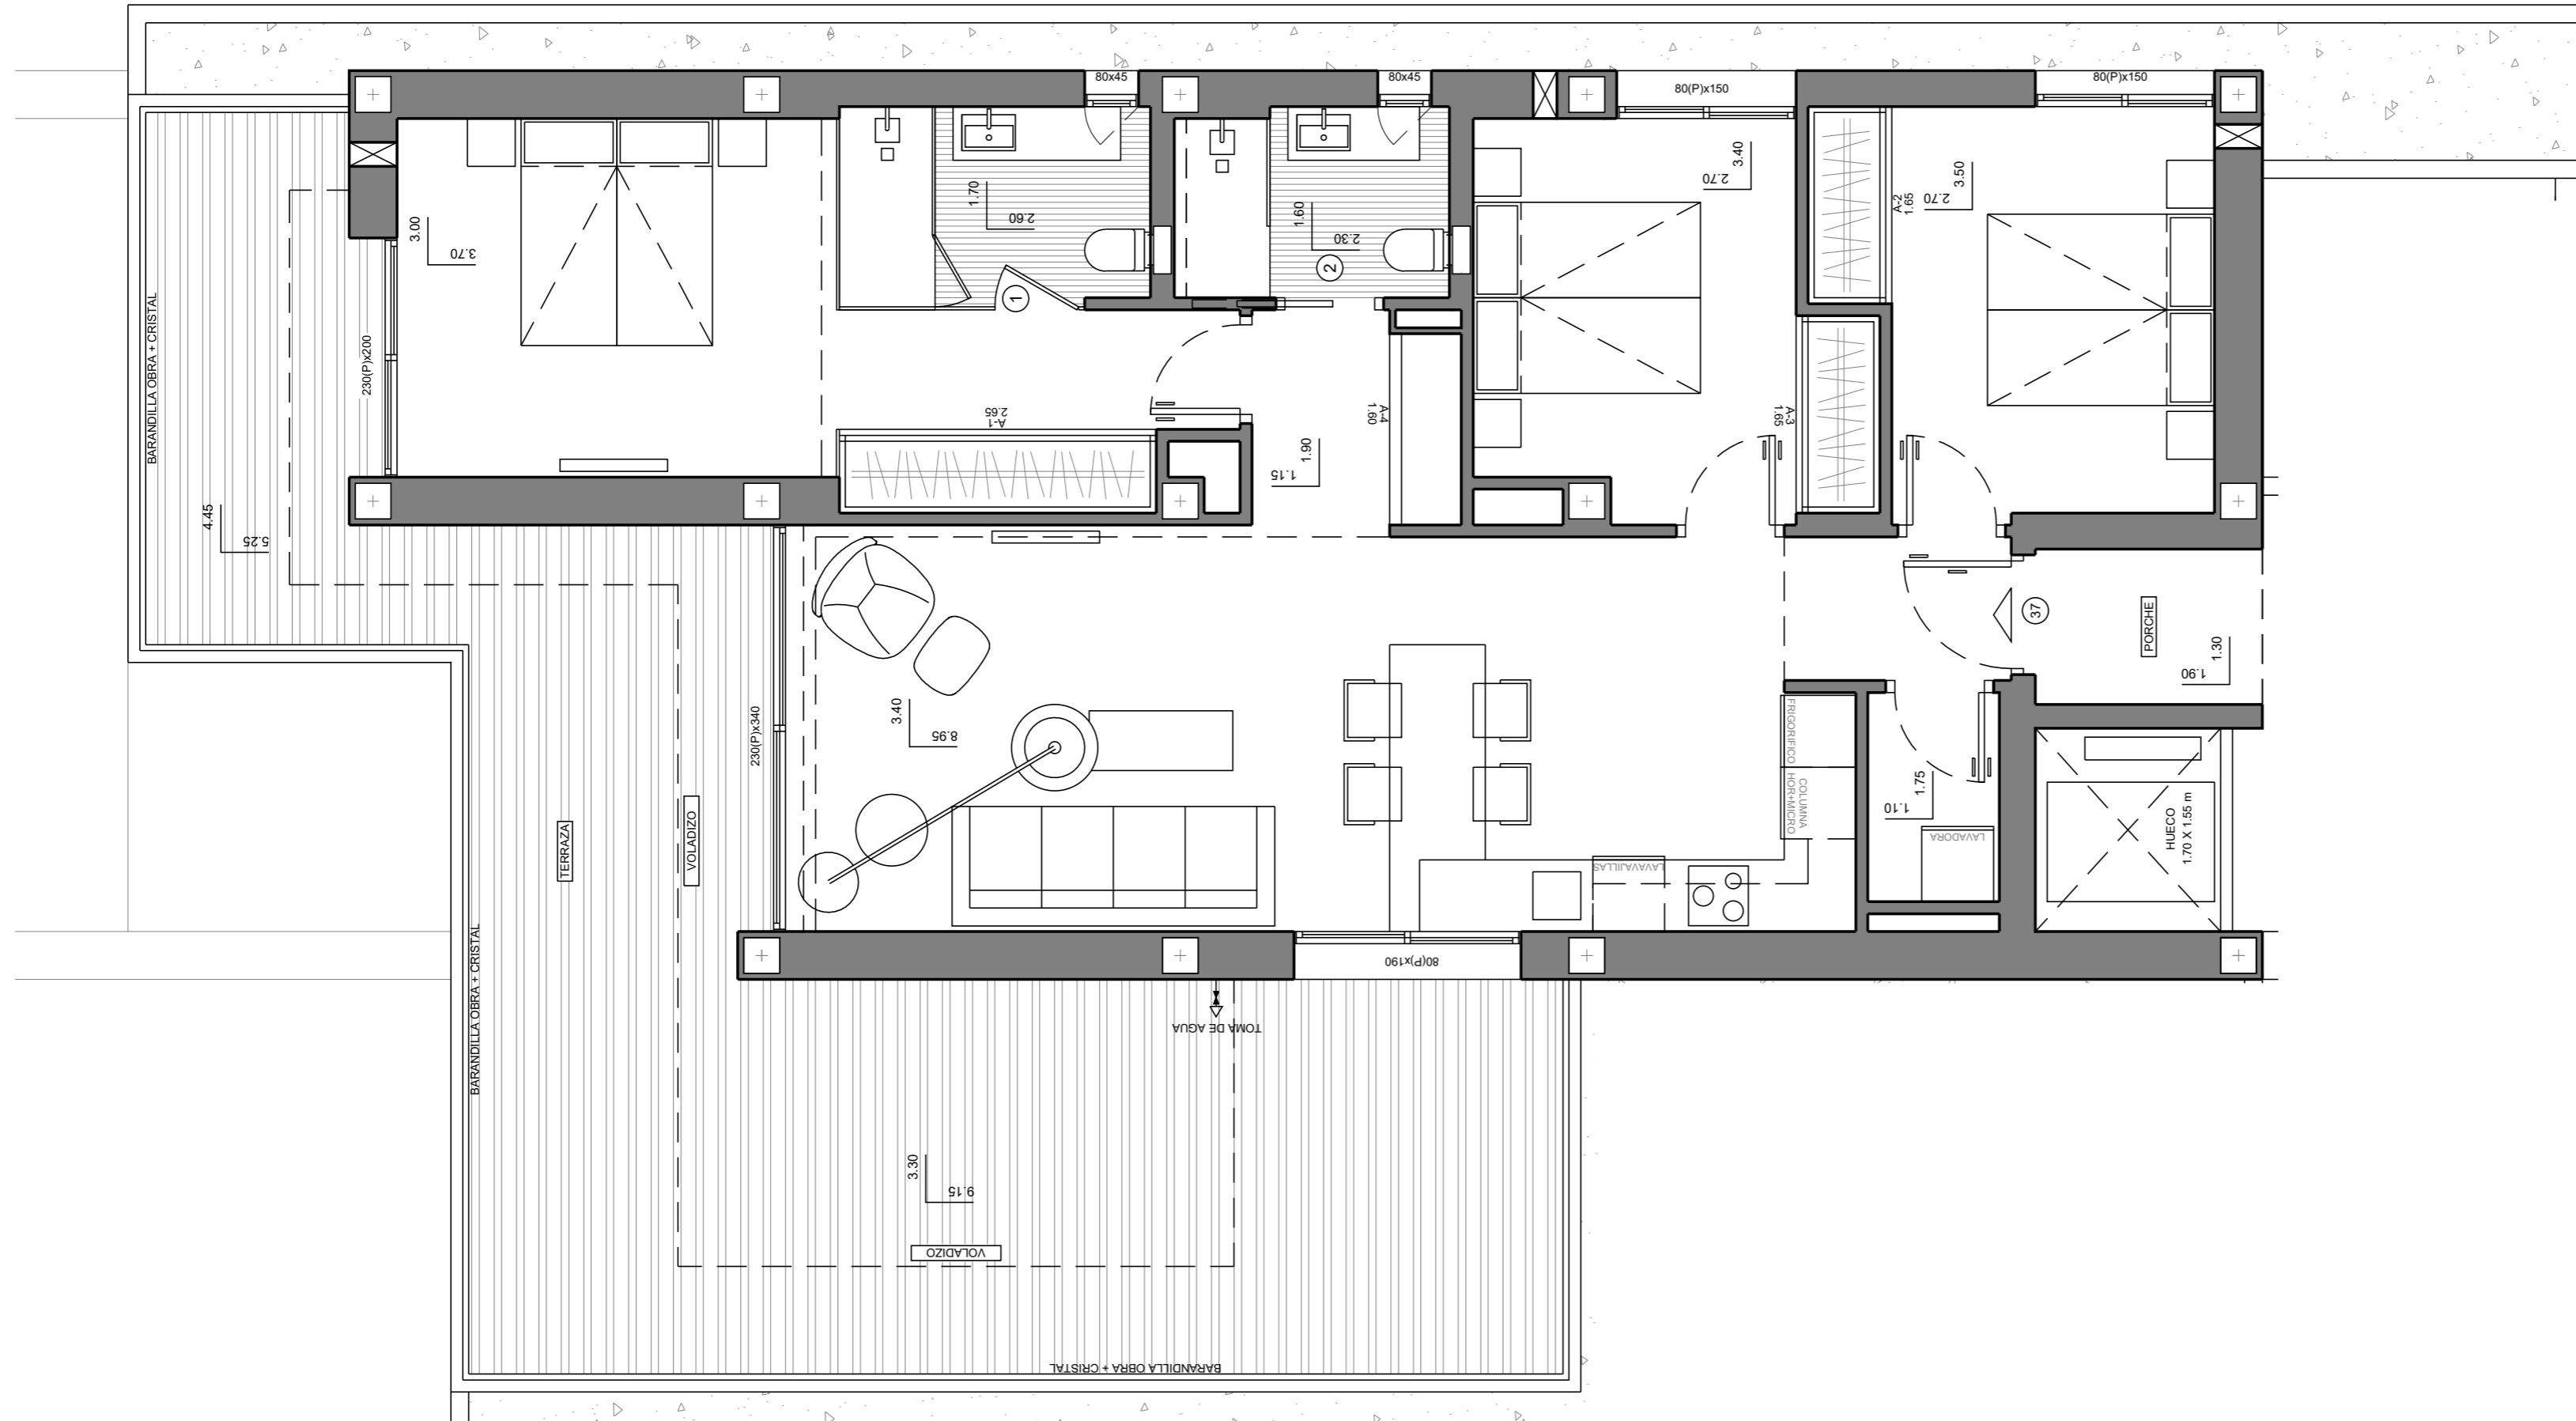 80x45
80x45
80(P)x150
80(P)x150
3.40
2.70
3.50
2.70
A-2
1.65
1.70
2.60
1.60
2.30
2
1
3.00
3.70
230(P)x200
BARANDILLA OBRA + CRISTAL
A-1
2.65
A-4
1.60
A-3
1.65
1.90
1.15
4.45
5.25
37
PORCHE
1.30
1.90
230(P)x340
3.40
8.95
FRIGORIFICO
COLUMNA
HOR+MICRO
1.75
1.10
LAVADORA
HUECO
1.70 X 1.55 m
TERRAZA
VOLADIZO
LAVAVAJILLAS
80(P)x190
BARANDILLA OBRA + CRISTAL
TOMA DE AGUA
3.30
9.15
VOLADIZO
BARANDILLA OBRA + CRISTAL